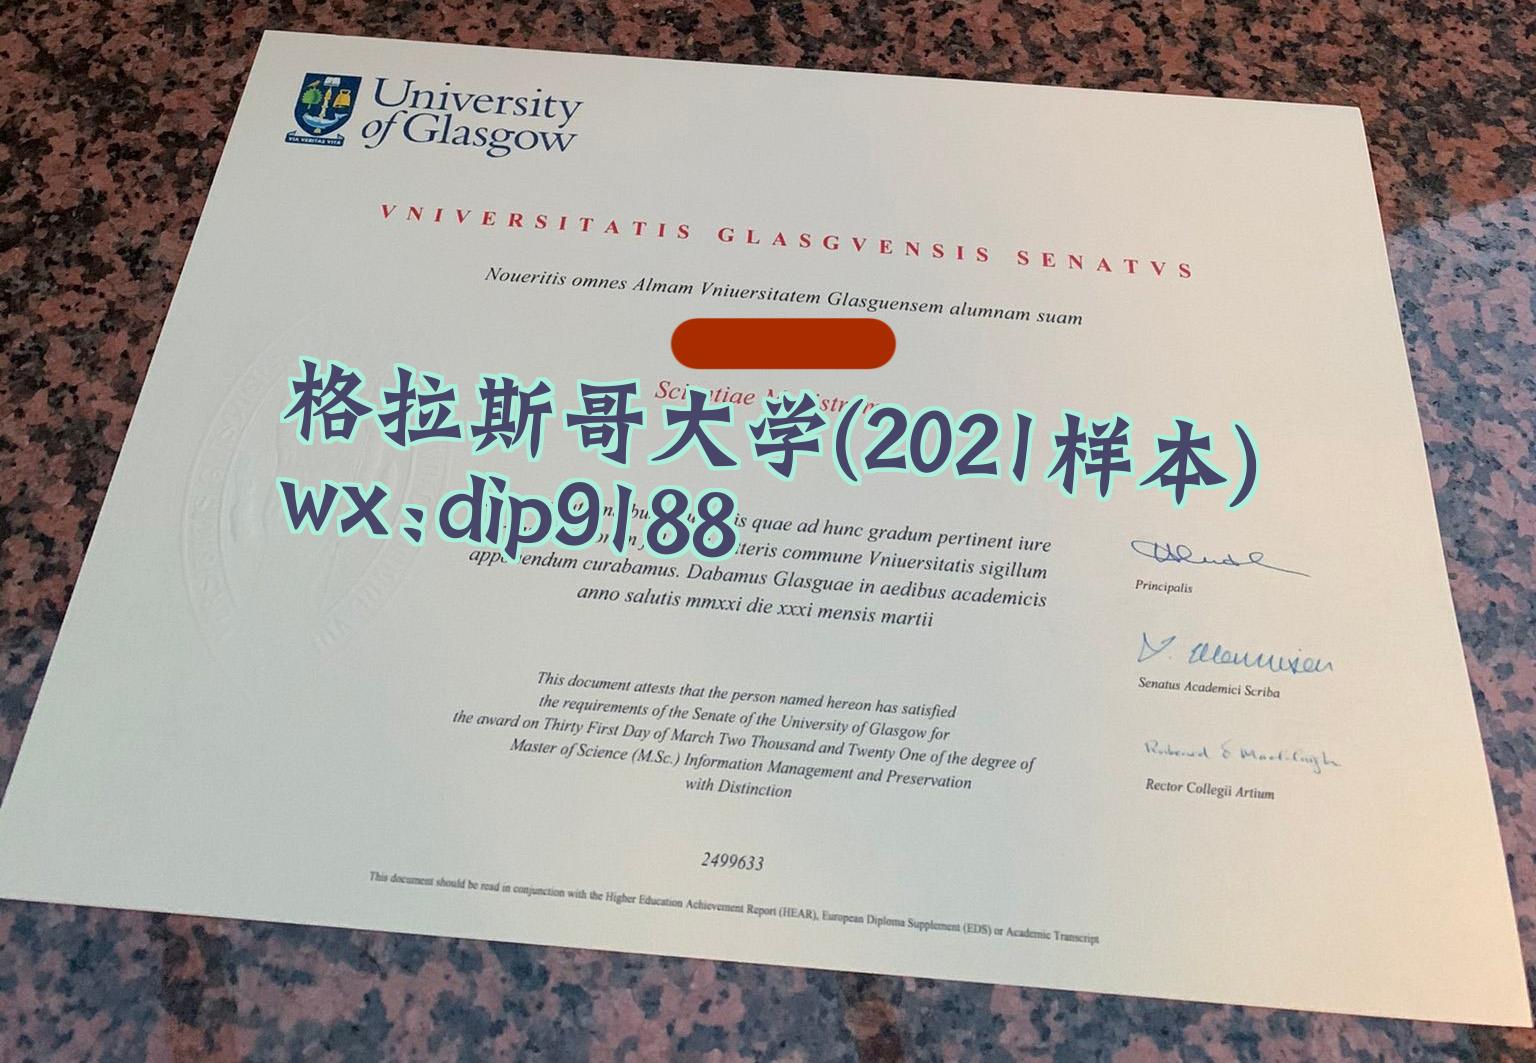 University
of Glasgow
VIA VERITAS VITA
VNIVERSITATIS GLASGVENSIS SENATVS
Noueritis omnes Almam Vniuersitatem Glasguensem alumnam suam
格拉斯哥大学(2021样本)
wx:dip9188
is quae ad hunc gradum pertinent iure
commune Vniuersitatis sigillum
curabamus. Dabamus Glasguae in aedibus academicis
anno salutis mmxxi die xxxi mensis martii
Principalis
Senatus Academici Scriba
Rector Collegii Artium
This document attests that the person named hereon has satisfied
the requirements of the Senate of the University of Glasgow for
the award on Thirty First Day of March Two Thousand and Twenty One of the degree of
Master of Science (M.Sc.) Information Management and Preservation
with Distinction
2499633
This document should be read in conjunction with the Higher Education Achievement Report (HEAR), European Diploma Supplement (EDS) or Academic Transcript